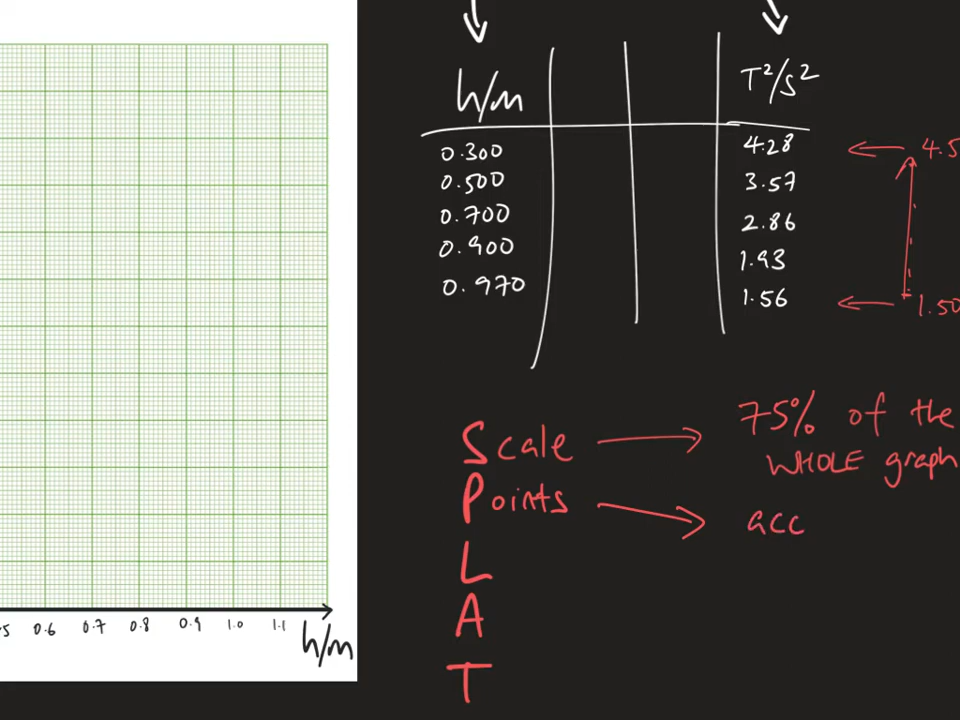 h/m T²/s²
0.300 4.28
0.500 3.57
0.700 2.86
0.900 1.93
0.970 1.56
4.5
1.50
Scale 75% of the
WHOLE graph
Points acc
L
A
T
0.6 0.7 0.8 0.9 1.0 1.1 h/m